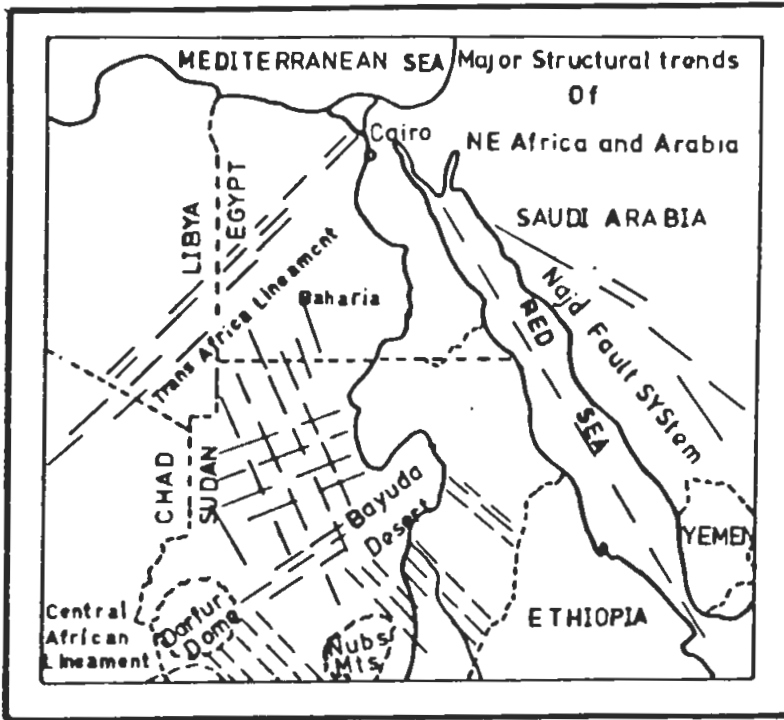 MEDITERRANEAN SEA
Major Structural trends
Of
NE Africa and Arabia
Cairo
LIBYA
EGYPT
SAUDI ARABIA
Trans Africa Lineament
Baharia
RED
SEA
Najd Fault SYStem
CHAD
SUDAN
Bayuda
Desert
YEMEN
Central
African
Lineament
Darfur
Dome
Nubs
Mts
ETHIOPIA